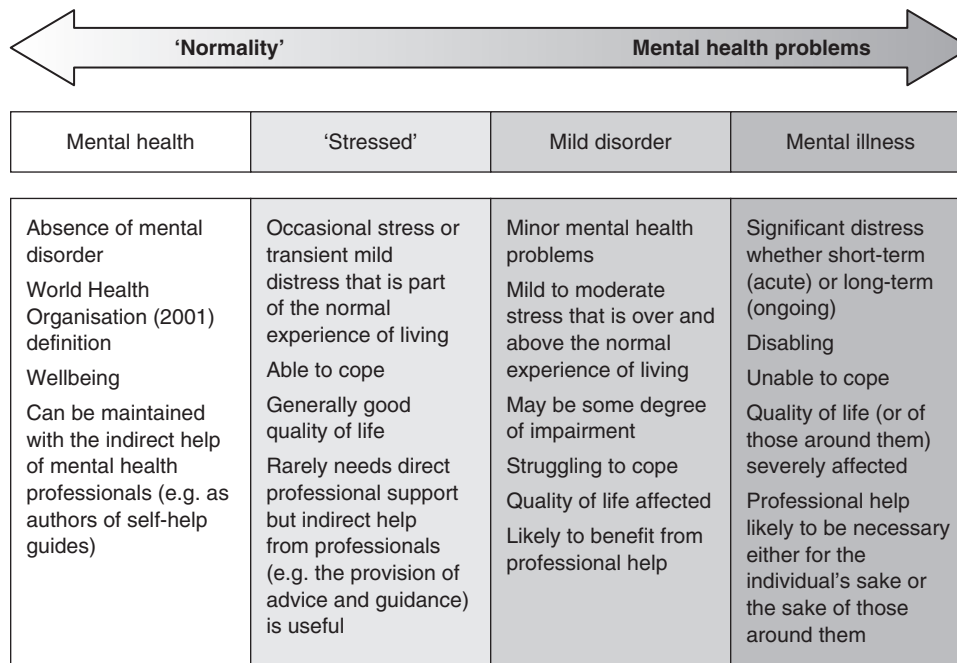 ‘Normality’
Mental health problems
Mental health
‘Stressed’
Mild disorder
Mental illness
Absence of mental
disorder
World Health
Organisation (2001)
definition
Wellbeing
Can be maintained
with the indirect help
of mental health
professionals (e.g. as
authors of self-help
guides)
Occasional stress or
transient mild
distress that is part
of the normal
experience of living
Able to cope
Generally good
quality of life
Rarely needs direct
professional support
but indirect help
from professionals
(e.g. the provision of
advice and guidance)
is useful
Minor mental health
problems
Mild to moderate
stress that is over and
above the normal
experience of living
May be some degree
of impairment
Struggling to cope
Quality of life affected
Likely to benefit from
professional help
Significant distress
whether short-term
(acute) or long-term
(ongoing)
Disabling
Unable to cope
Quality of life (or of
those around them)
severely affected
Professional help
likely to be necessary
either for the
individual’s sake or
the sake of those
around them